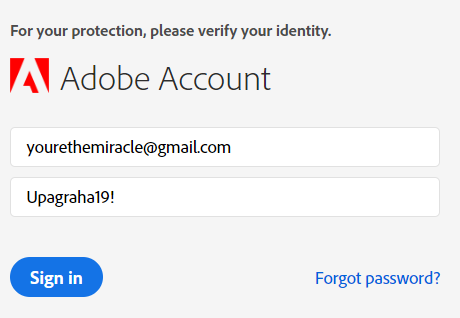 For your protection, please verify your identity.
Adobe Account
yourethemiracle@gmail.com
Upagraha19!
Sign in
Forgot password?